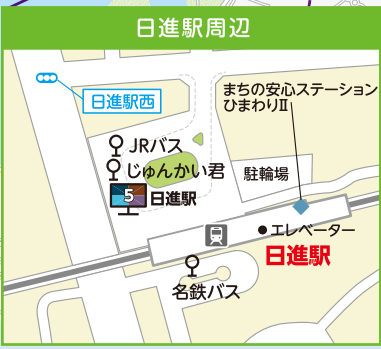 日進駅周辺
まちの安心ステーション
ひまわりⅡ
日進駅西
JRバス
じゅんかい君
駐輪場
5
日進駅
エレベーター
日進駅
名鉄バス